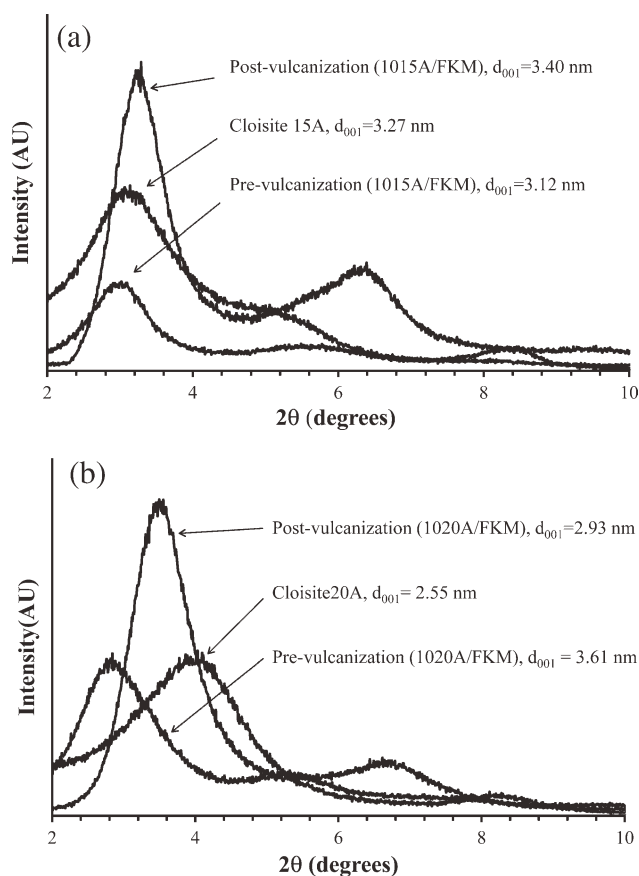 (a)
Post-vulcanization (1015A/FKM), d001=3.40 nm
Cloisite 15A, d001=3.27 nm
Pre-vulcanization (1015A/FKM), d001=3.12 nm
Intensity (AU)
2 4 6 8 10
2θ (degrees)
(b)
Post-vulcanization (1020A/FKM), d001=2.93 nm
Cloisite20A, d001= 2.55 nm
Pre-vulcanization (1020A/FKM), d001 = 3.61 nm
Intensity(AU)
2 4 6 8 10
2θ (degrees)